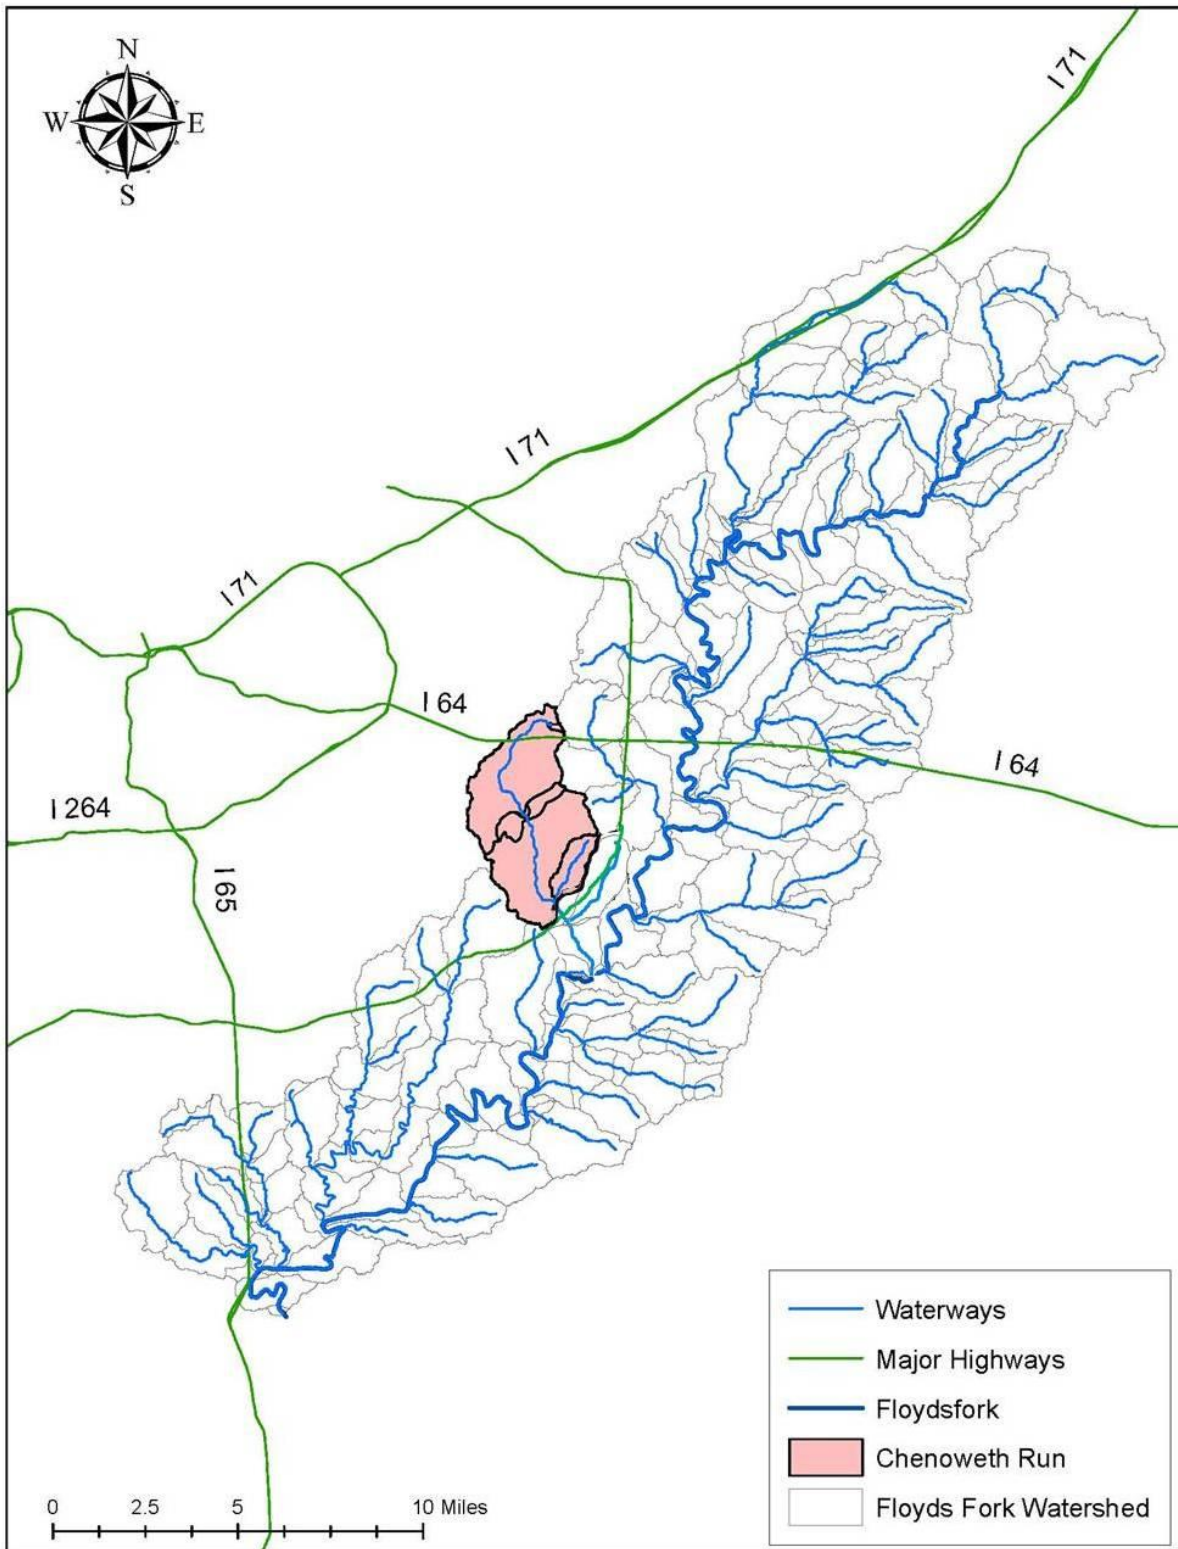 N
W E
S
I 71
I 71
I 71
I 64
I 64
I 264
I 65
Waterways
Major Highways
Floydsfork
Chenoweth Run
Floyds Fork Watershed
0 2.5 5 10 Miles